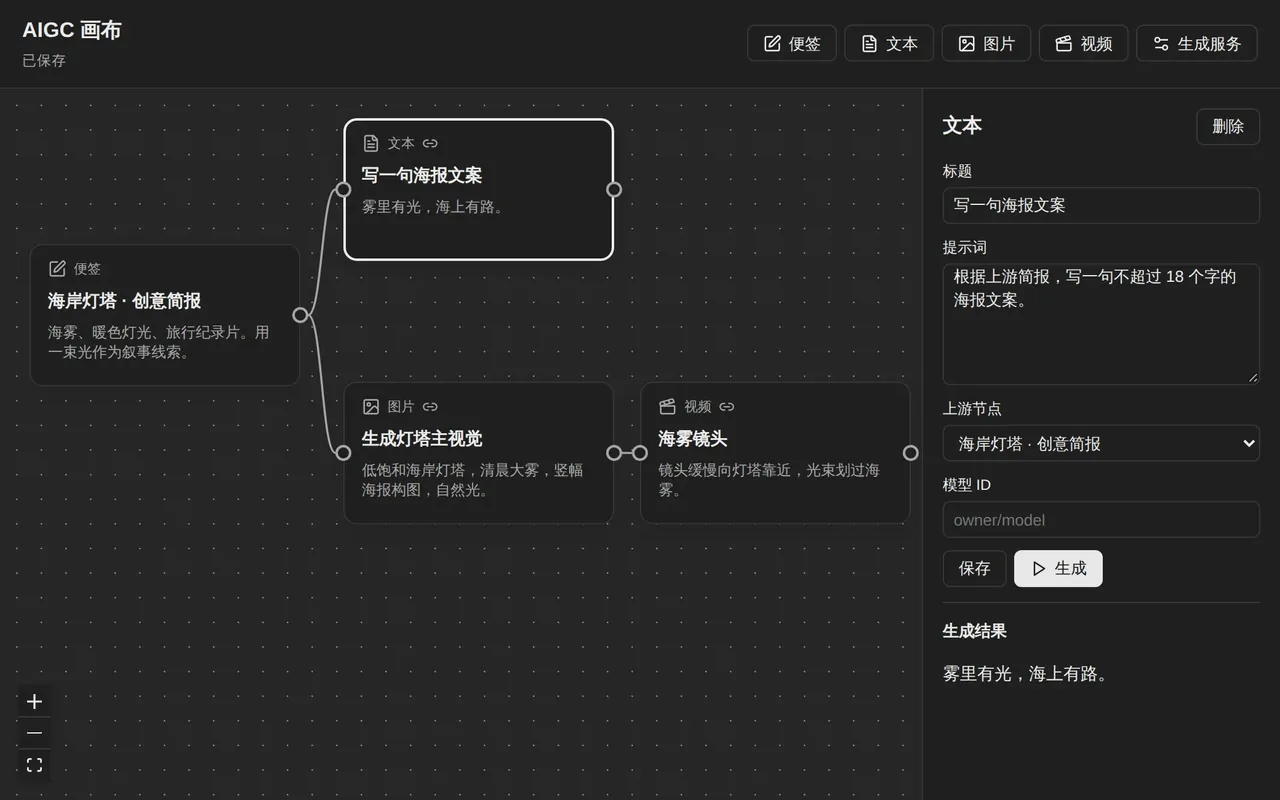 AIGC 画布
已保存
便签
文本
图片
视频
生成服务
文本
写一句海报文案
雾里有光，海上有路。
便签
海岸灯塔 · 创意简报
海雾、暖色灯光、旅行纪录片。用
一束光作为叙事线索。
图片
生成灯塔主视觉
低饱和海岸灯塔，清晨大雾，竖幅
海报构图，自然光。
视频
海雾镜头
镜头缓慢向灯塔靠近，光束划过海
雾。
文本
删除
标题
写一句海报文案
提示词
根据上游简报，写一句不超过 18 个字的
海报文案。
上游节点
海岸灯塔 · 创意简报
模型 ID
owner/model
保存
生成
生成结果
雾里有光，海上有路。